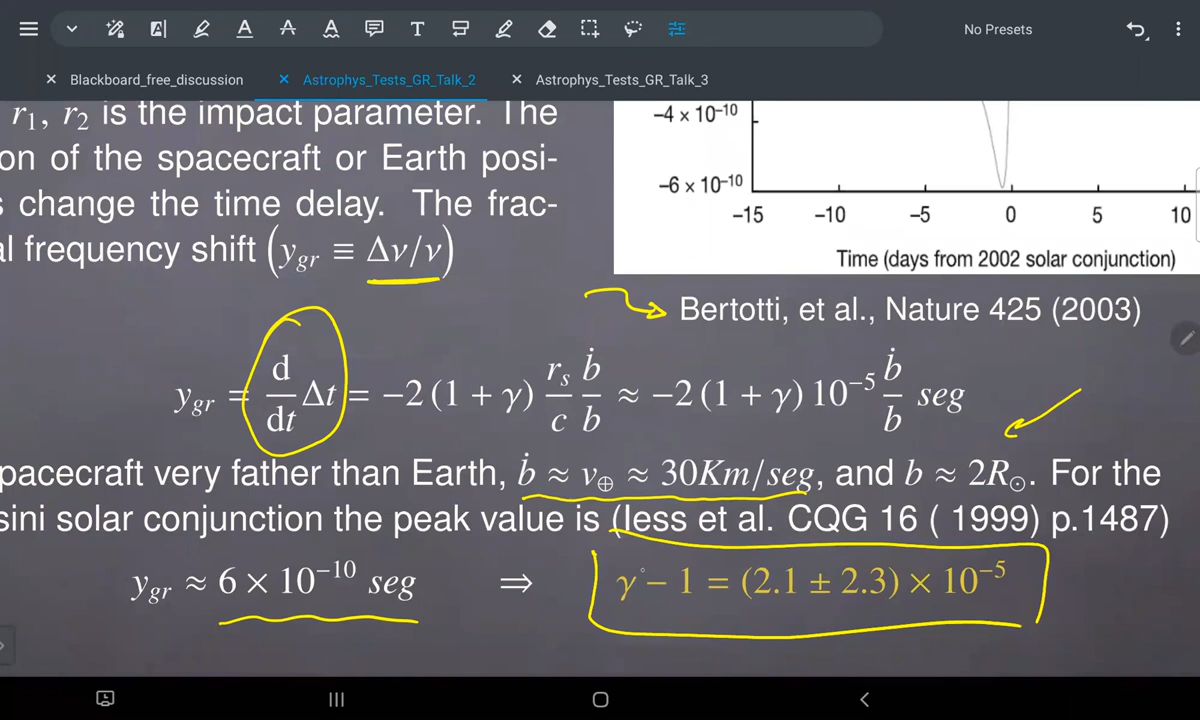 T
No Presets
Blackboard_free_discussion
Astrophys_Tests_GR_Talk_2
Astrophys_Tests_GR_Talk_3
r₁, r₂ is the impact parameter. The
on of the spacecraft or Earth posi-
s change the time delay. The frac-
al frequency shift (y_gr ≡ Δν/ν)
−4 × 10⁻¹⁰
−6 × 10⁻¹⁰
−15 −10 −5 0 5 10
Time (days from 2002 solar conjunction)
Bertotti, et al., Nature 425 (2003)
y_gr = d/dt Δt = −2 (1 + γ) r_s/c ḃ/b ≈ −2 (1 + γ) 10⁻⁵ ḃ/b seg
pacecraft very father than Earth, ḃ ≈ v_⊕ ≈ 30Km/seg, and b ≈ 2R_⊙. For the
sini solar conjunction the peak value is (Iess et al. CQG 16 ( 1999) p.1487)
y_gr ≈ 6 × 10⁻¹⁰ seg ⇒ γ − 1 = (2.1 ± 2.3) × 10⁻⁵